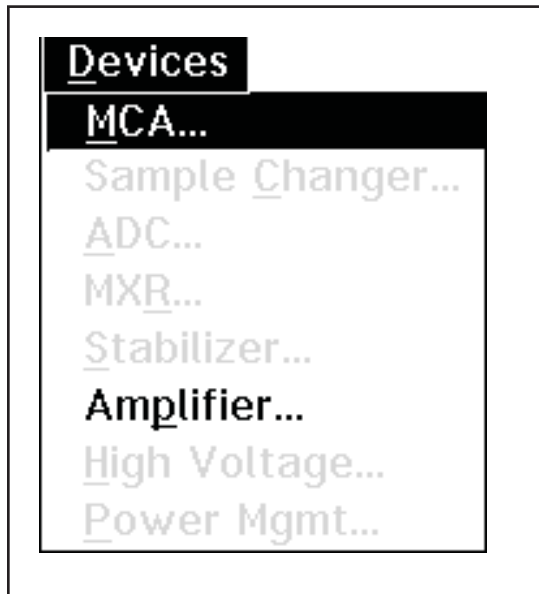 Devices
MCA...
Sample Changer...
ADC...
MXR...
Stabilizer...
Amplifier...
High Voltage...
Power Mgmt...